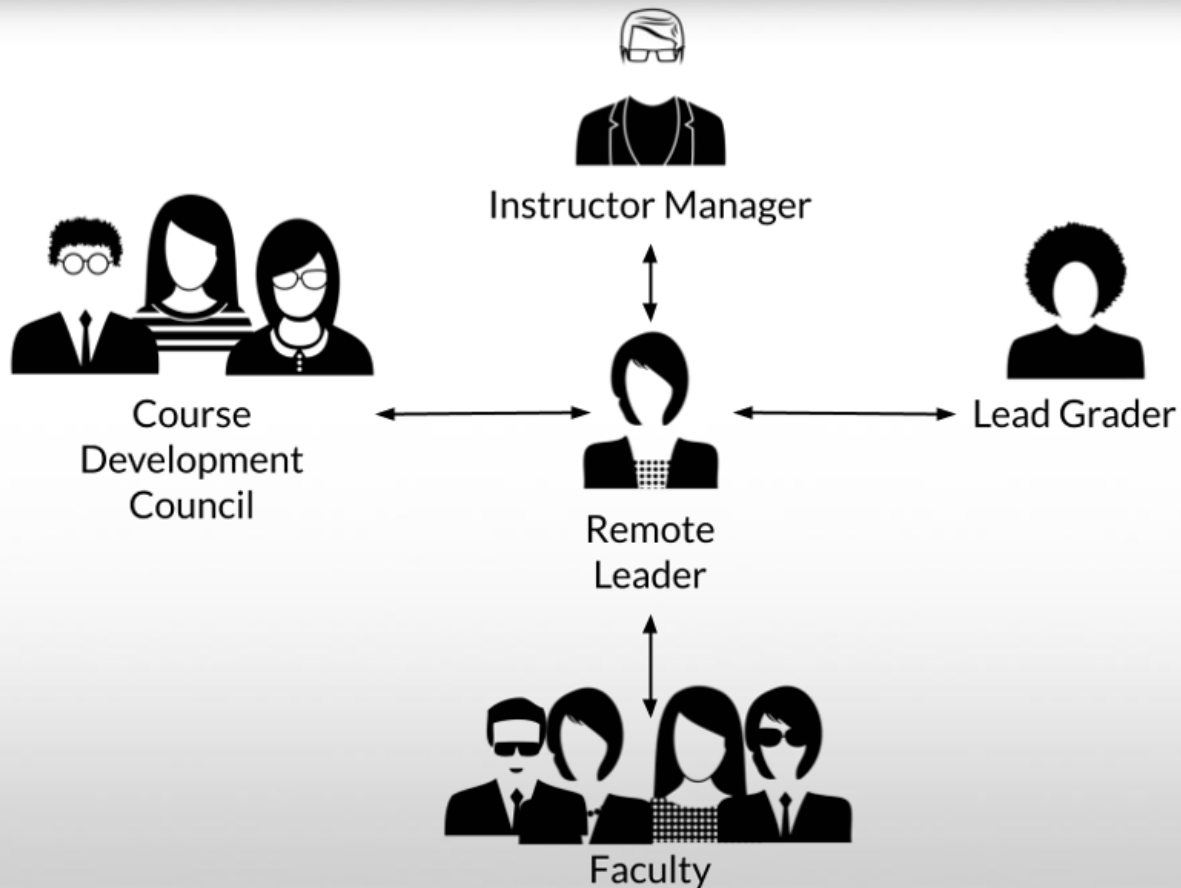 Instructor Manager
Course
Development
Council
Lead Grader
Remote
Leader
Faculty